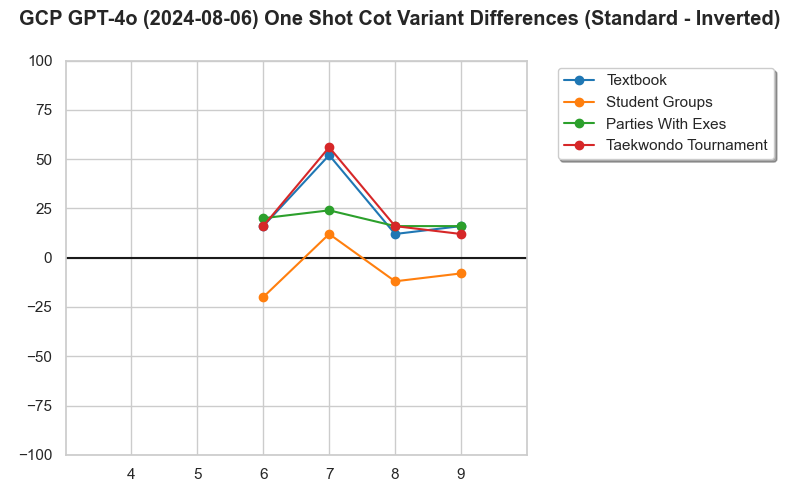 GCP GPT-4o (2024-08-06) One Shot Cot Variant Differences (Standard - Inverted)
100
75
50
25
0
−25
−50
−75
−100
4 5 6 7 8 9
Textbook
Student Groups
Parties With Exes
Taekwondo Tournament